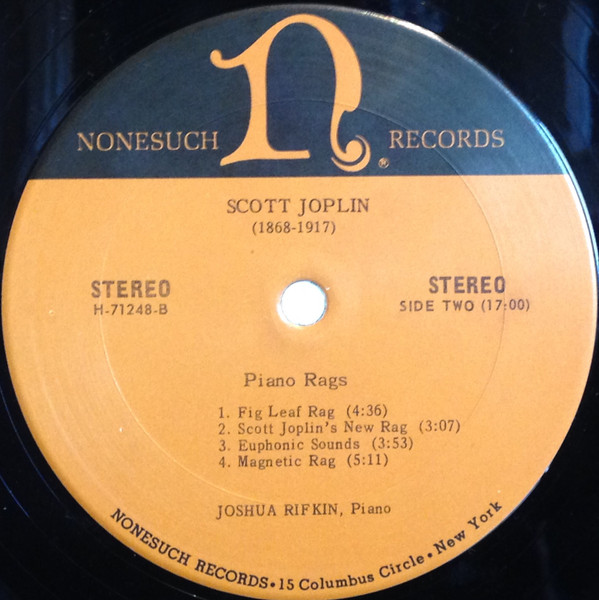 n
NONESUCH RECORDS ®
SCOTT JOPLIN
(1868-1917)
STEREO
H-71248-B
STEREO
SIDE TWO (17:00)
Piano Rags
1. Fig Leaf Rag (4:36)
2. Scott Joplin's New Rag (3:07)
3. Euphonic Sounds (3:53)
4. Magnetic Rag (5:11)
JOSHUA RIFKIN, Piano
NONESUCH RECORDS • 15 Columbus Circle • New York